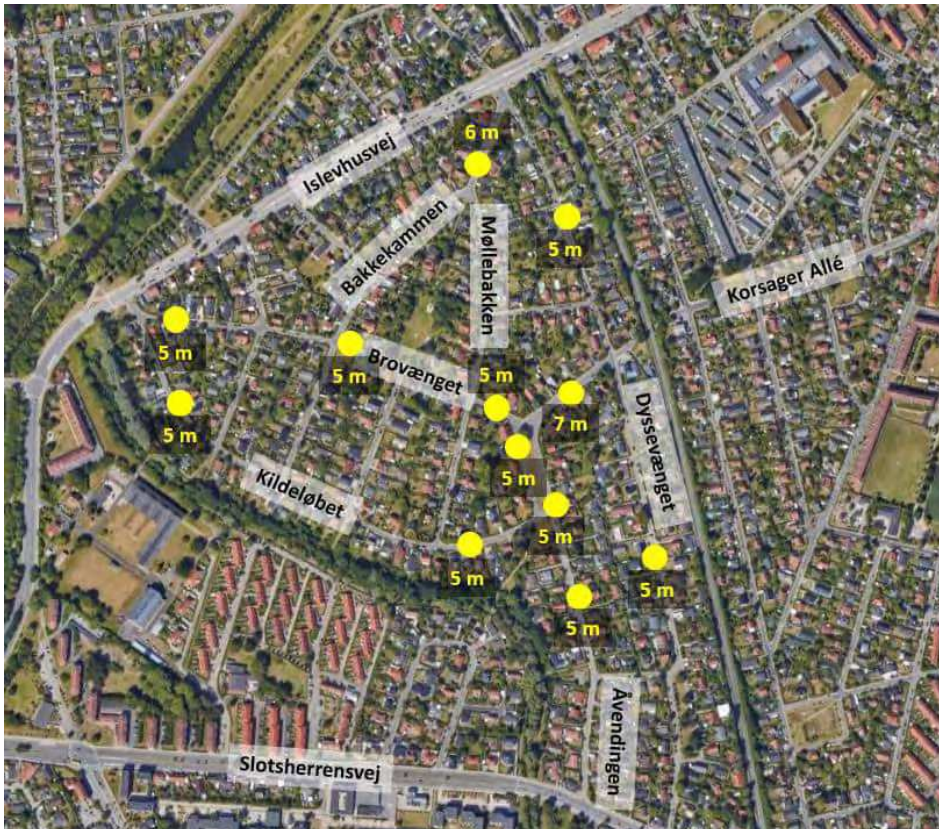 6 m
Islevhusvej
Bakkekammen
Møllebakken
5 m
Korsager Allé
5 m
5 m
Brovænget
5 m
5 m
7 m
Dyssevænget
5 m
Kildeløbet
5 m
5 m
5 m
5 m
Åvendingen
Slotsherrensvej